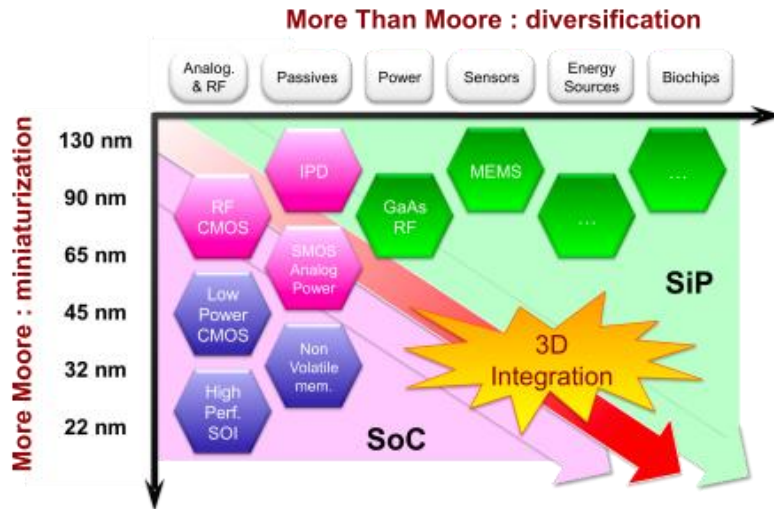 More Than Moore : diversification
Analog.
& RF
Passives
Power
Sensors
Energy
Sources
Biochips
More Moore : miniaturization
130 nm
90 nm
65 nm
45 nm
32 nm
22 nm
IPD
MEMS
...
RF
CMOS
GaAs
RF
...
SMOS
Analog
Power
Low
Power
CMOS
Non
Volatile
mem.
High
Perf.
SOI
SiP
3D
Integration
SoC